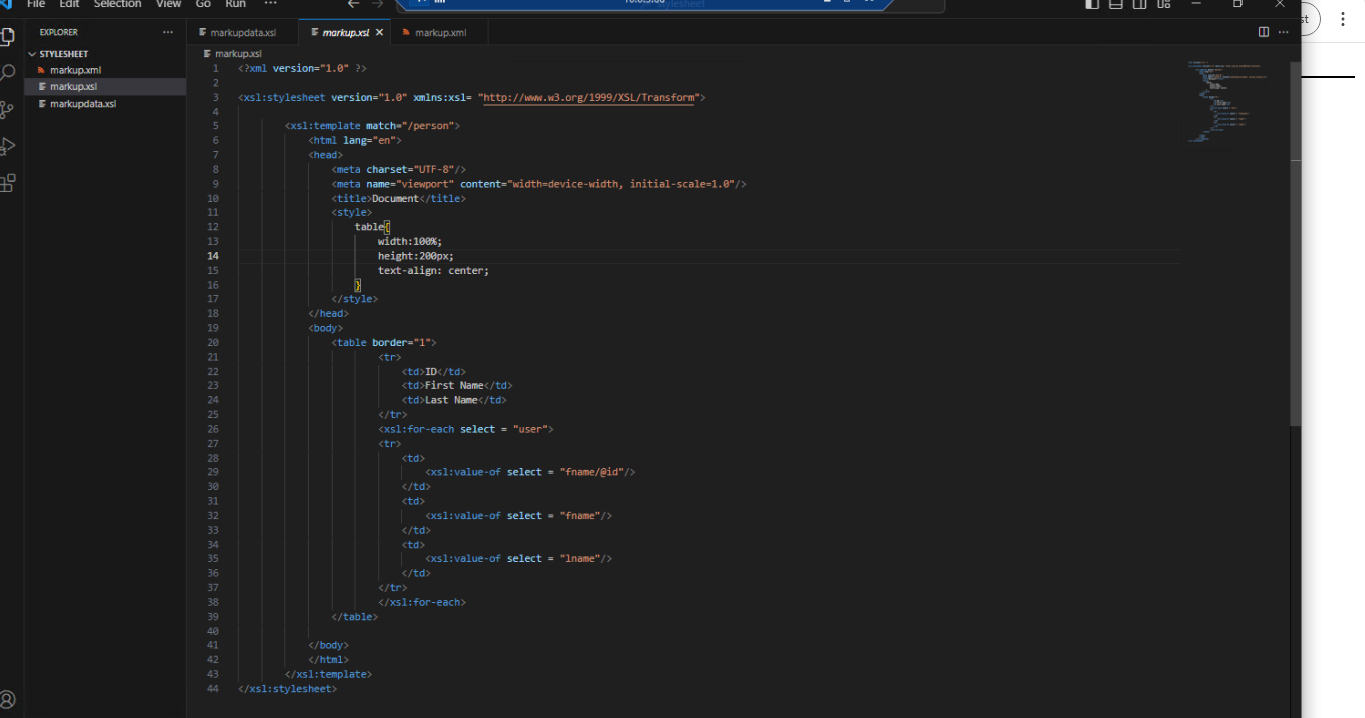 File Edit Selection View Go Run ···
EXPLORER ···
STYLESHEET
markup.xml
markup.xsl
markupdata.xsl
markupdata.xsl markup.xsl markup.xml
markup.xsl
1 <?xml version="1.0" ?>
2
3 <xsl:stylesheet version="1.0" xmlns:xsl= "http://www.w3.org/1999/XSL/Transform">
4
5 <xsl:template match="/person">
6 <html lang="en">
7 <head>
8 <meta charset="UTF-8"/>
9 <meta name="viewport" content="width=device-width, initial-scale=1.0"/>
10 <title>Document</title>
11 <style>
12 table{
13 width:100%;
14 height:200px;
15 text-align: center;
16 }
17 </style>
18 </head>
19 <body>
20 <table border="1">
21 <tr>
22 <td>ID</td>
23 <td>First Name</td>
24 <td>Last Name</td>
25 </tr>
26 <xsl:for-each select = "user">
27 <tr>
28 <td>
29 <xsl:value-of select = "fname/@id"/>
30 </td>
31 <td>
32 <xsl:value-of select = "fname"/>
33 </td>
34 <td>
35 <xsl:value-of select = "lname"/>
36 </td>
37 </tr>
38 </xsl:for-each>
39 </table>
40
41 </body>
42 </html>
43 </xsl:template>
44 </xsl:stylesheet>